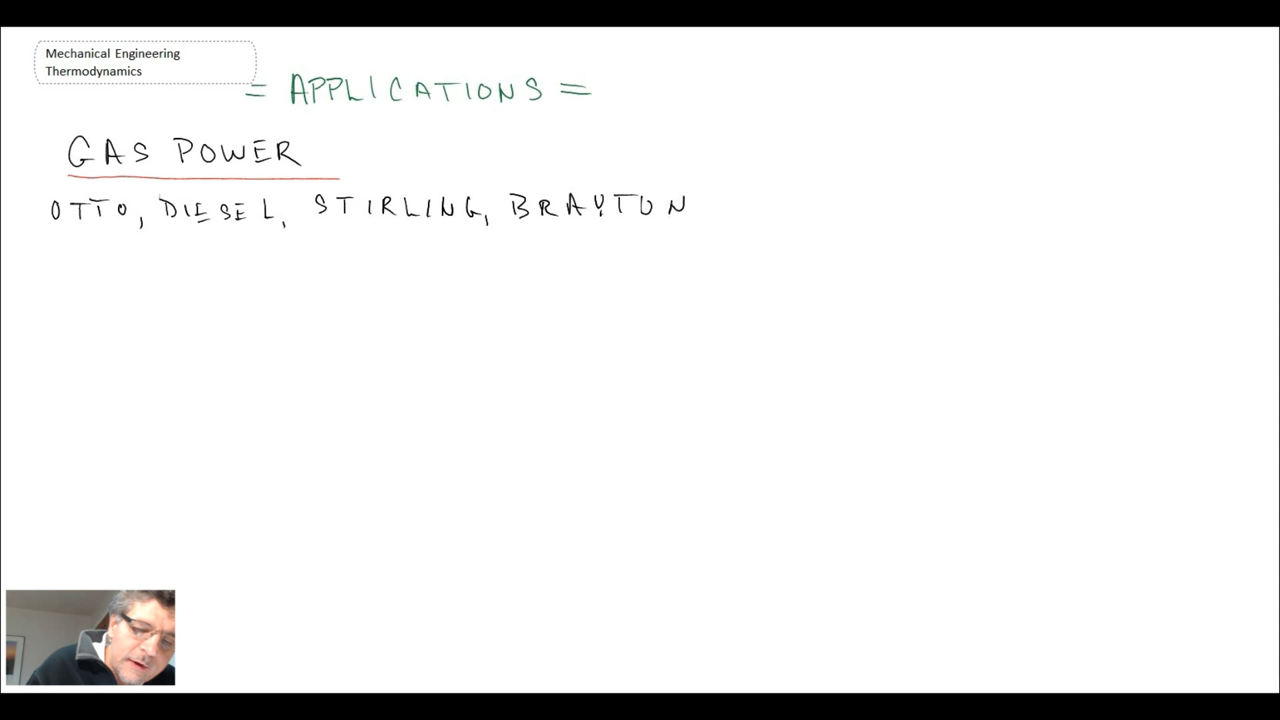 Mechanical Engineering
Thermodynamics
= APPLICATIONS =
GAS POWER
OTTO, DIESEL, STIRLING, BRAYTON